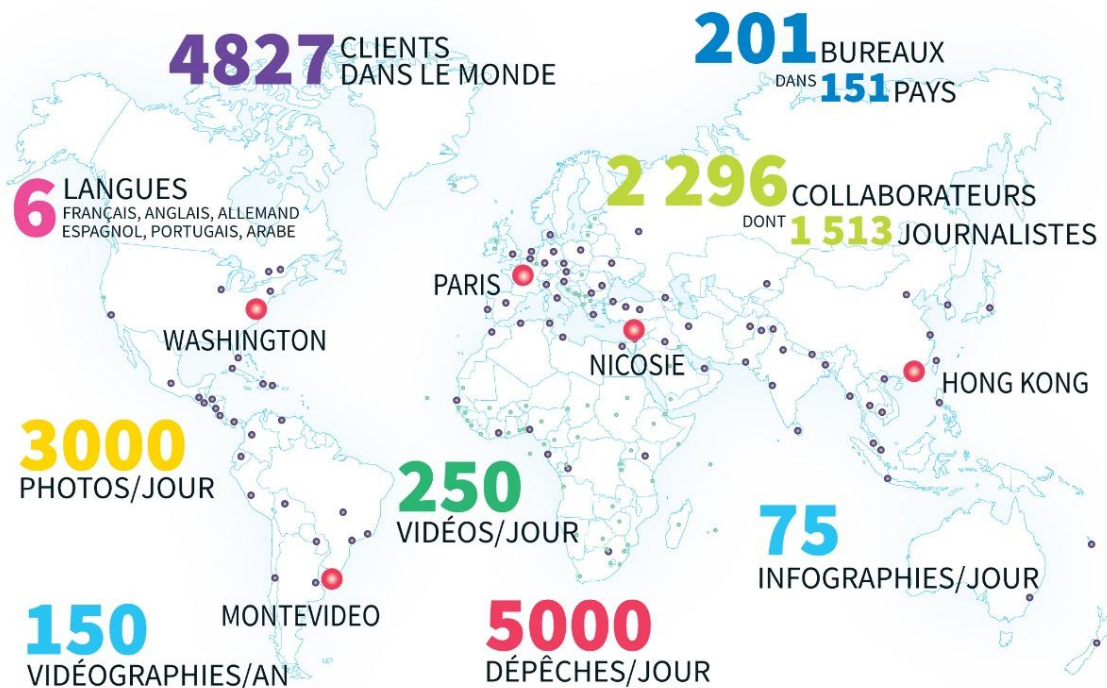 4827 CLIENTS
DANS LE MONDE
201 BUREAUX
DANS 151 PAYS
6 LANGUES
FRANÇAIS, ANGLAIS, ALLEMAND
ESPAGNOL, PORTUGAIS, ARABE
2 296 COLLABORATEURS
DONT 1 513 JOURNALISTES
PARIS
WASHINGTON
NICOSIE
HONG KONG
3000
PHOTOS/JOUR
250
VIDÉOS/JOUR
75
INFOGRAPHIES/JOUR
MONTEVIDEO
150
VIDÉOGRAPHIES/AN
5000
DÉPÊCHES/JOUR